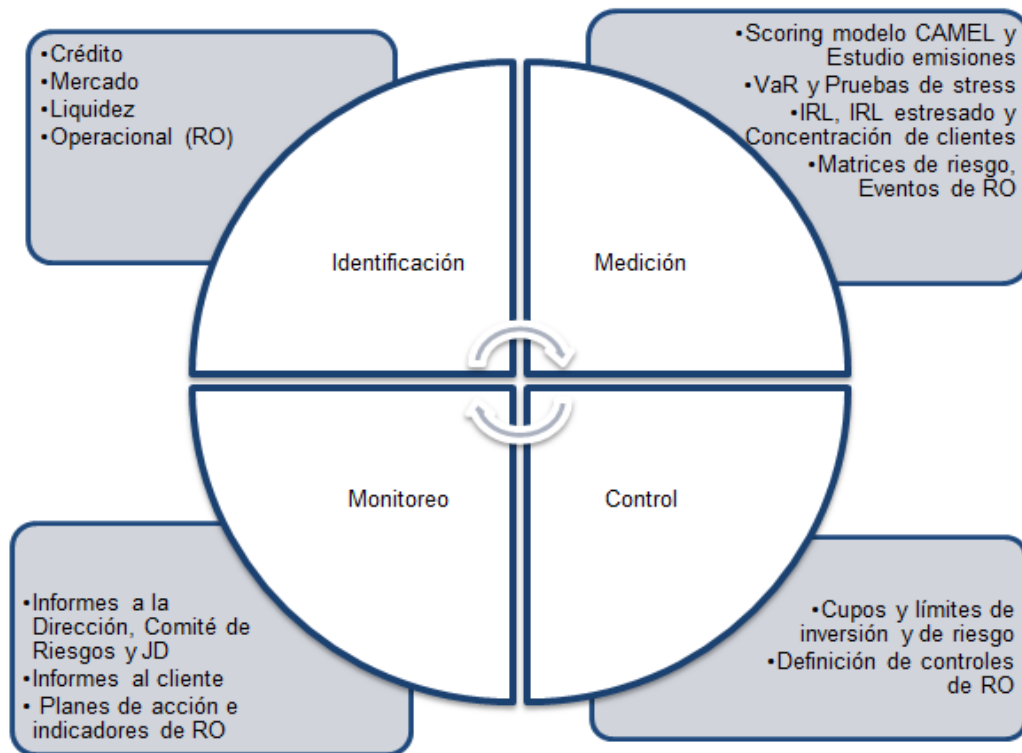 •Crédito
•Mercado
•Liquidez
•Operacional (RO)
•Scoring modelo CAMEL y
Estudio emisiones
•VaR y Pruebas de stress
•IRL, IRL estresado y
Concentración de clientes
•Matrices de riesgo,
Eventos de RO
Identificación
Medición
Monitoreo
Control
•Informes a la
Dirección, Comité de
Riesgos y JD
•Informes al cliente
• Planes de acción e
indicadores de RO
•Cupos y límites de
inversión y de riesgo
•Definición de controles
de RO